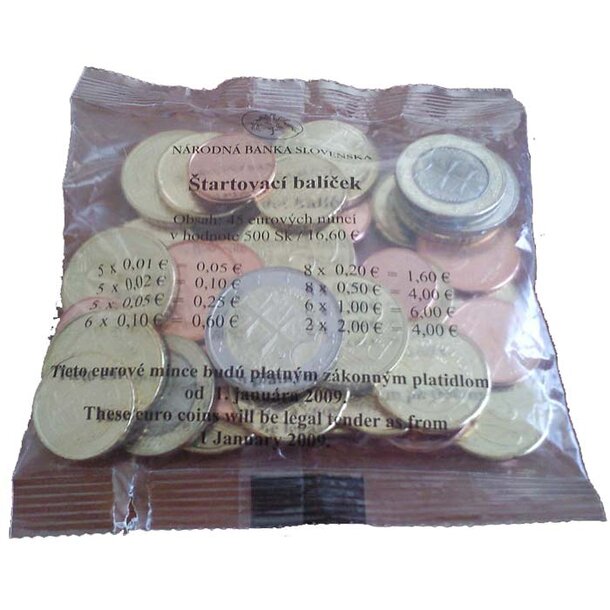 NÁRODNÁ BANKA SLOVENSKA
Štartovací balíček
Obsah: 45 eurových mincí
v hodnote 500 Sk / 16,60 €
5 x 0,01 € = 0,05 € 8 x 0,20 € = 1,60 €
5 x 0,02 € = 0,10 € 8 x 0,50 € = 4,00 €
5 x 0,05 € = 0,25 € 6 x 1,00 € = 6,00 €
6 x 0,10 € = 0,60 € 2 x 2,00 € = 4,00 €
Tieto eurové mince budú platným zákonným platidlom
od 1. januára 2009.
These euro coins will be legal tender as from
1 January 2009.